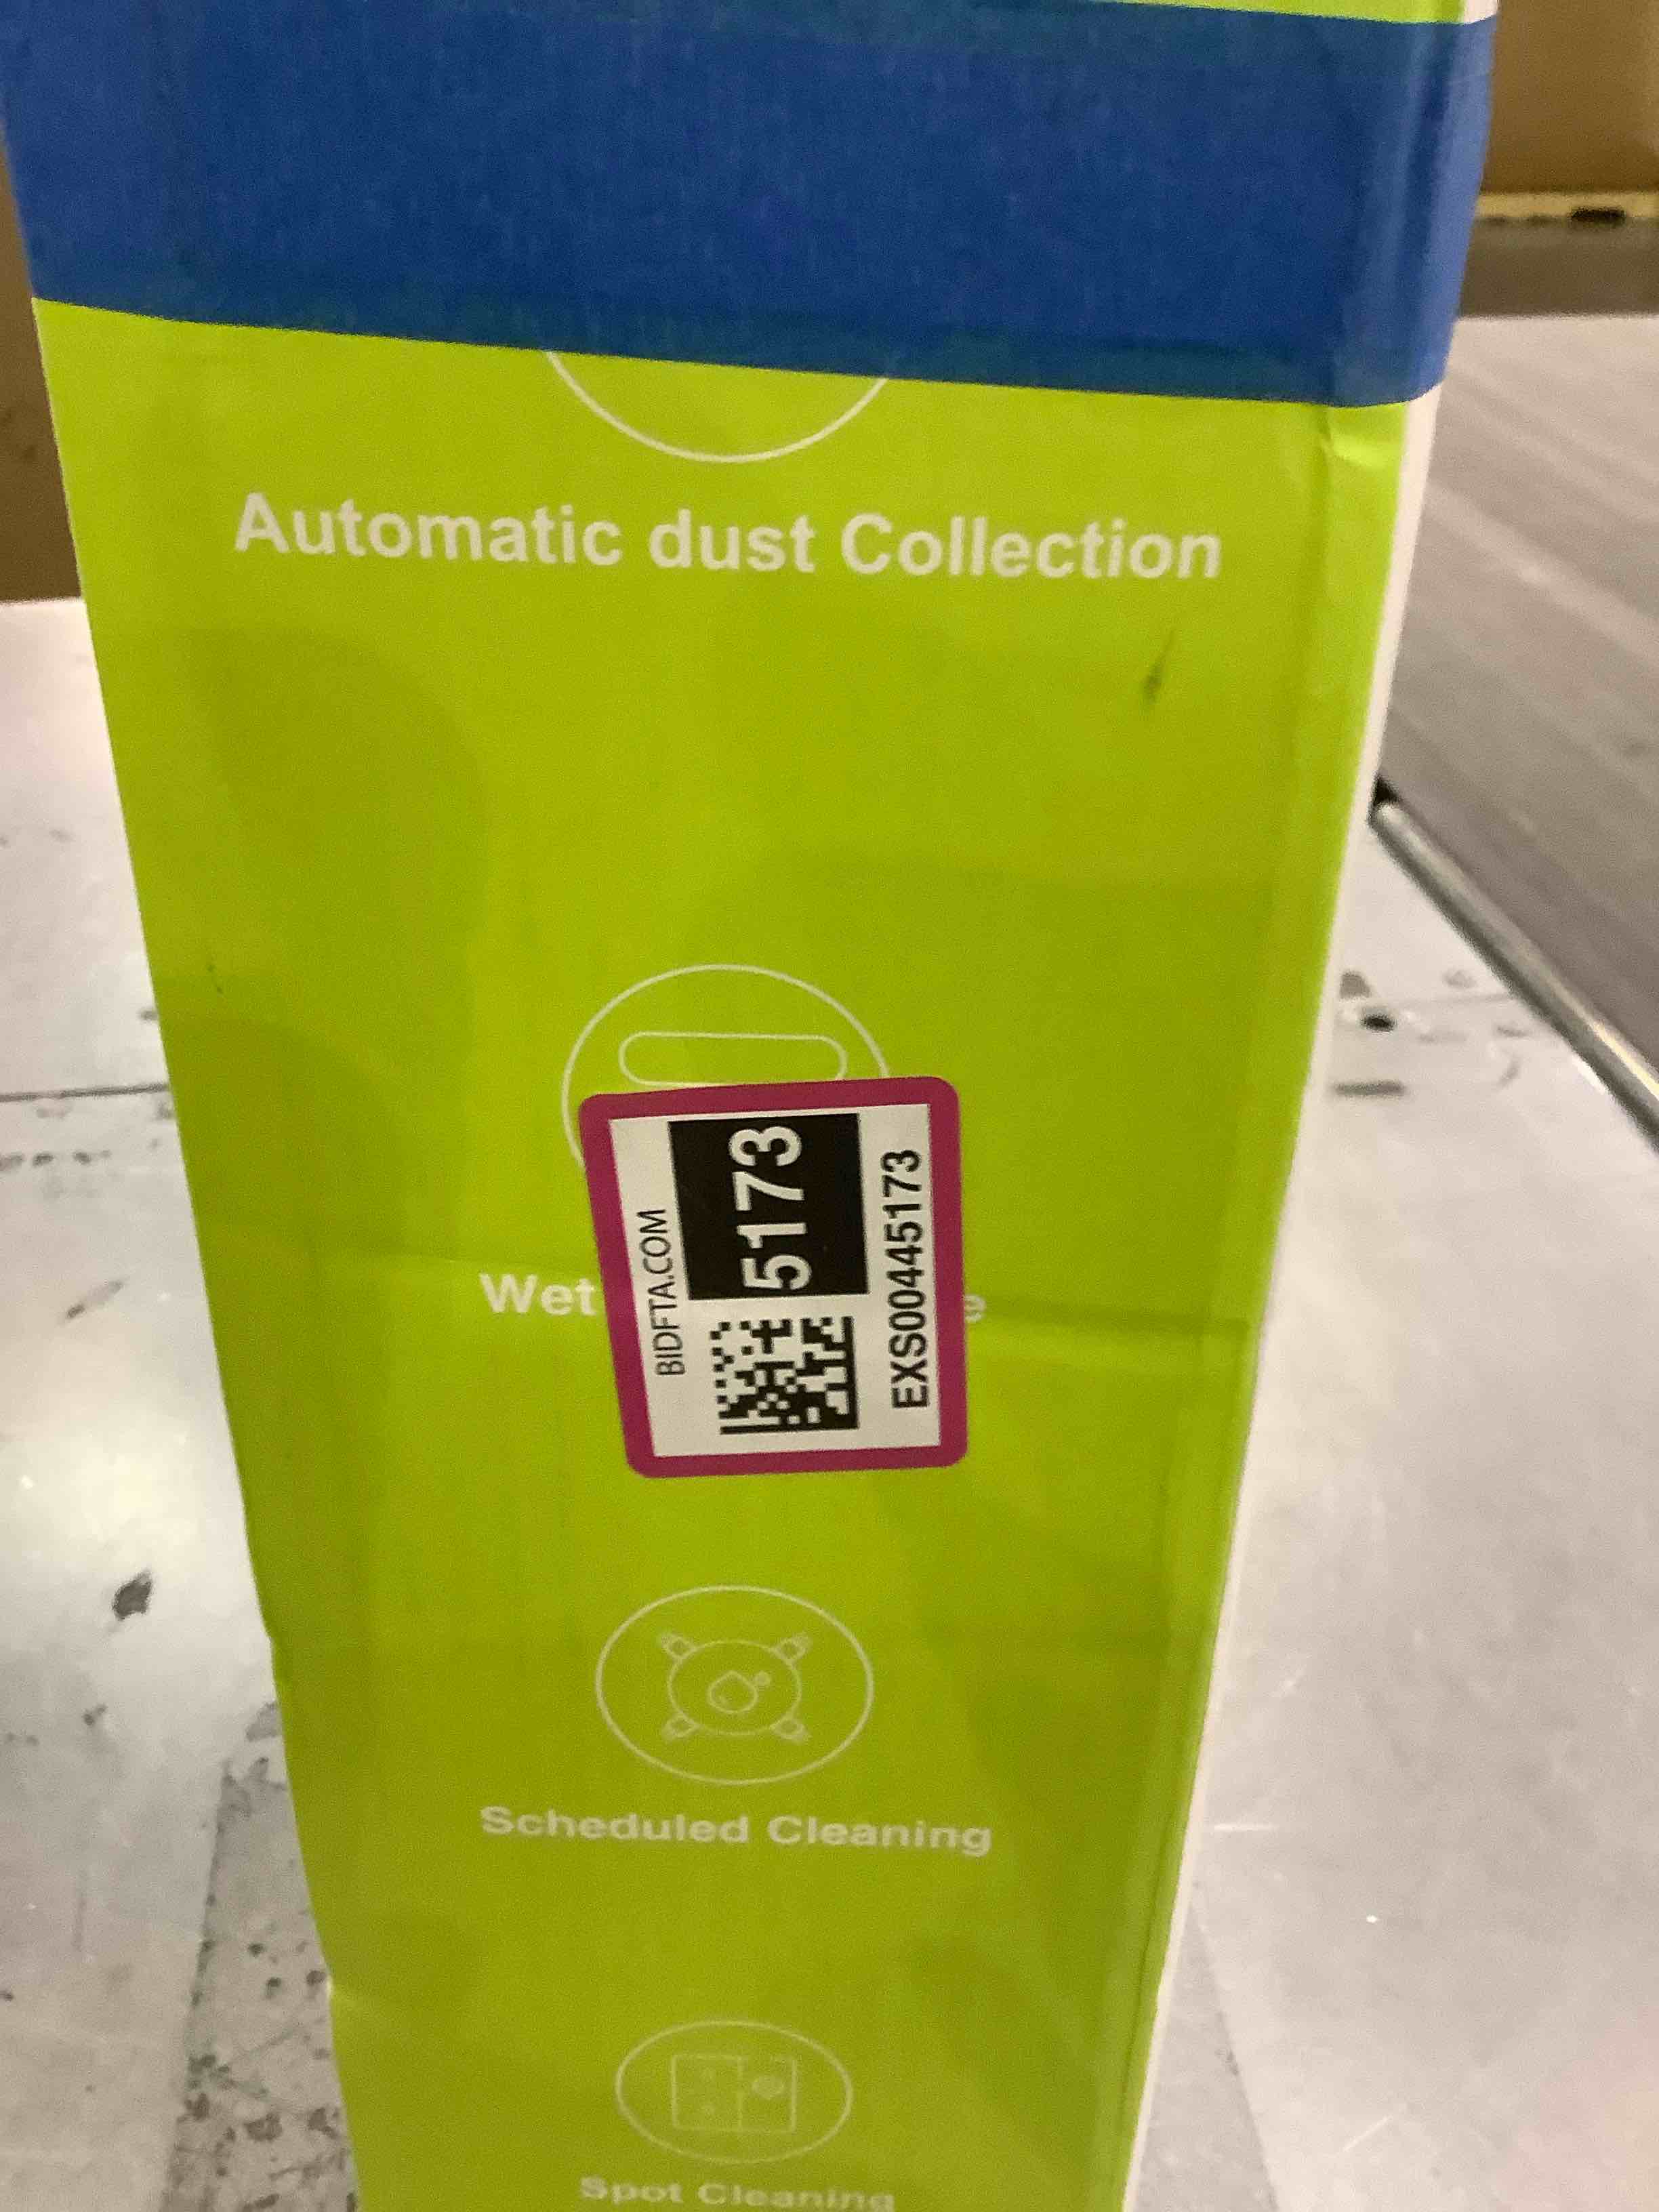 Automatic dust Collection
Wet
BIDFTA.COM
5173
EXS00445173
Scheduled Cleaning
Spot Cleaning